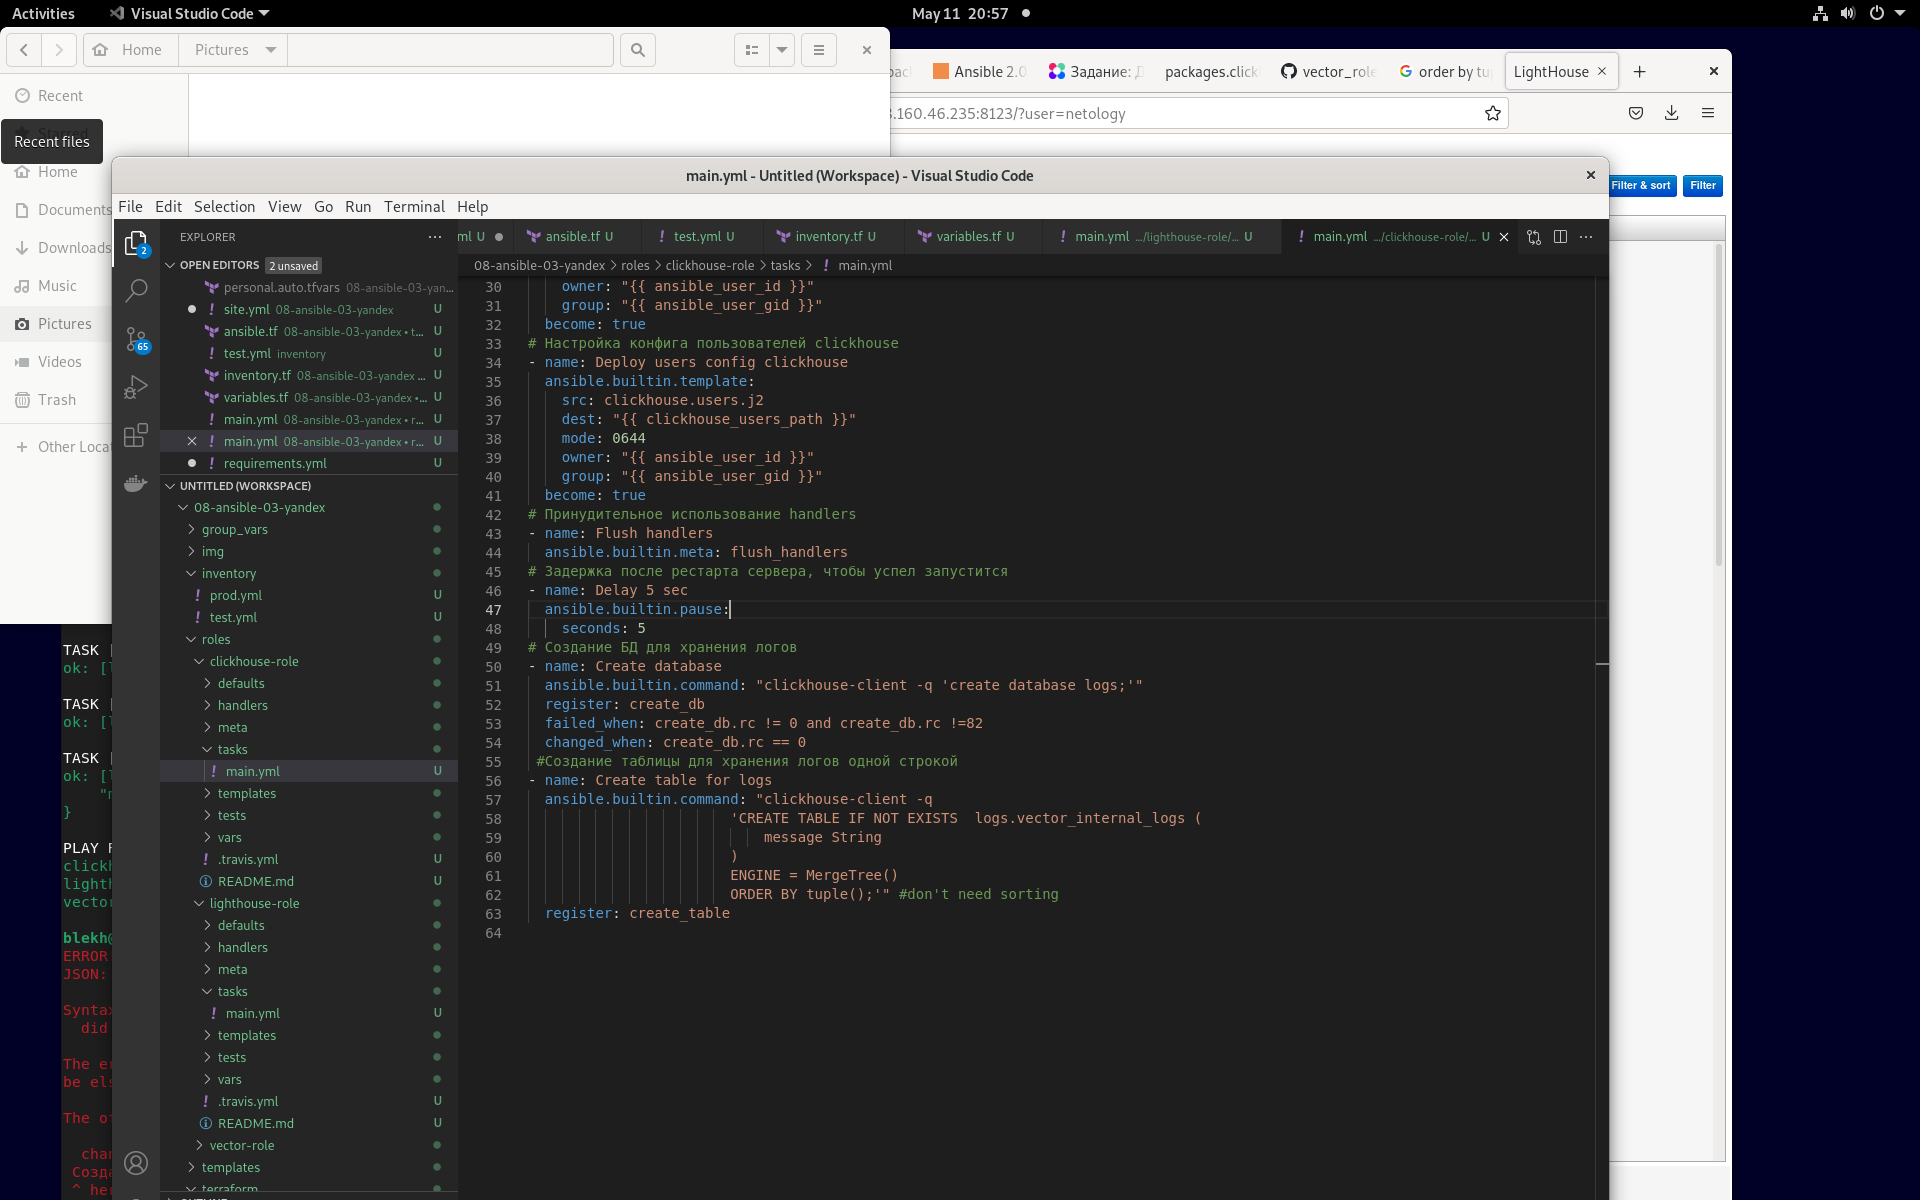 Activities
Visual Studio Code
May 11 20:57
Home
Pictures
Ansible 2.0
Задание: Д
packages.click
vector_role
order by tu
LightHouse
.160.46.235:8123/?user=netology
Filter & sort
Filter
Recent
Recent files
Home
Documents
Downloads
Music
Pictures
Videos
Trash
Other Loca
main.yml - Untitled (Workspace) - Visual Studio Code
File Edit Selection View Go Run Terminal Help
EXPLORER
ml U
ansible.tf U
test.yml U
inventory.tf U
variables.tf U
main.yml .../lighthouse-role/... U
main.yml .../clickhouse-role/... U
08-ansible-03-yandex > roles > clickhouse-role > tasks > ! main.yml
2
65
OPEN EDITORS 2 unsaved
personal.auto.tfvars 08-ansible-03-yan...
site.yml 08-ansible-03-yandex U
ansible.tf 08-ansible-03-yandex • t... U
test.yml inventory U
inventory.tf 08-ansible-03-yandex ... U
variables.tf 08-ansible-03-yandex •... U
main.yml 08-ansible-03-yandex • r... U
main.yml 08-ansible-03-yandex • r... U
requirements.yml U
UNTITLED (WORKSPACE)
08-ansible-03-yandex
group_vars
img
inventory
prod.yml U
test.yml U
roles
clickhouse-role
defaults
handlers
meta
tasks
main.yml U
templates
tests
vars
.travis.yml U
README.md U
lighthouse-role
defaults
handlers
meta
tasks
main.yml U
templates
tests
vars
.travis.yml U
README.md U
vector-role
templates
terraform
30 owner: "{{ ansible_user_id }}"
31 group: "{{ ansible_user_gid }}"
32 become: true
33 # Настройка конфига пользователей clickhouse
34 - name: Deploy users config clickhouse
35 ansible.builtin.template:
36 src: clickhouse.users.j2
37 dest: "{{ clickhouse_users_path }}"
38 mode: 0644
39 owner: "{{ ansible_user_id }}"
40 group: "{{ ansible_user_gid }}"
41 become: true
42 # Принудительное использование handlers
43 - name: Flush handlers
44 ansible.builtin.meta: flush_handlers
45 # Задержка после рестарта сервера, чтобы успел запустится
46 - name: Delay 5 sec
47 ansible.builtin.pause:
48 seconds: 5
49 # Создание БД для хранения логов
50 - name: Create database
51 ansible.builtin.command: "clickhouse-client -q 'create database logs;'"
52 register: create_db
53 failed_when: create_db.rc != 0 and create_db.rc !=82
54 changed_when: create_db.rc == 0
55 #Создание таблицы для хранения логов одной строкой
56 - name: Create table for logs
57 ansible.builtin.command: "clickhouse-client -q
58 'CREATE TABLE IF NOT EXISTS  logs.vector_internal_logs (
59 message String
60 )
61 ENGINE = MergeTree()
62 ORDER BY tuple();'" #don't need sorting
63 register: create_table
64
TASK [
ok: [l
TASK [
ok: [l
TASK [
ok: [l
}
PLAY R
clickh
lighth
vector
blekh@
ERROR
JSON:
Syntax
did
The er
be els
The of
chan
Созда
^ her